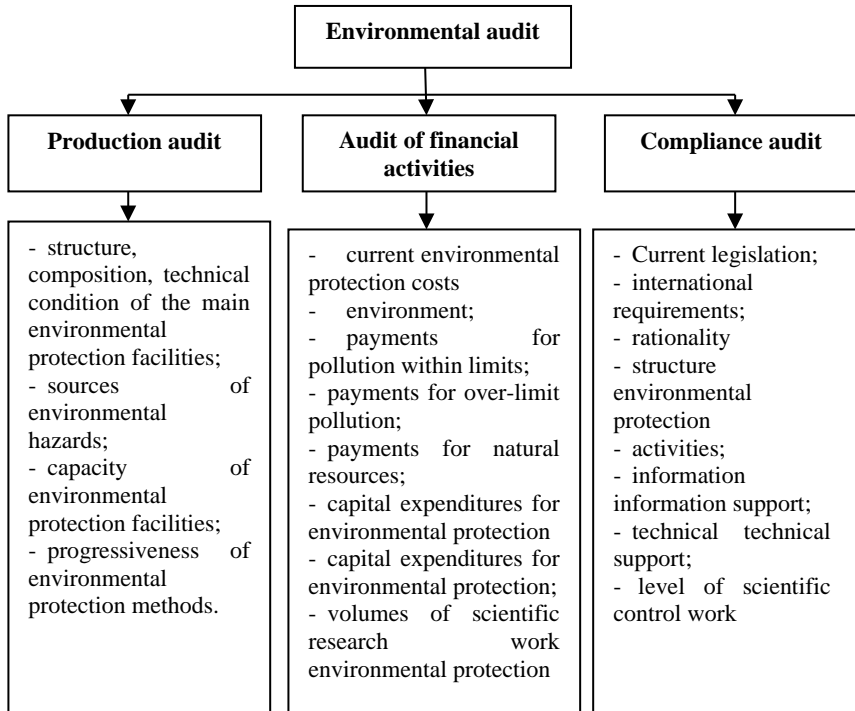 Environmental audit
Production audit
Audit of financial
activities
Compliance audit
- structure,
composition, technical
condition of the main
environmental
protection facilities;
- sources of
environmental
hazards;
- capacity of
environmental
protection facilities;
- progressiveness of
environmental
protection methods.
- current environmental
protection costs
- environment;
- payments for
pollution within limits;
- payments for over-limit
pollution;
- payments for natural
resources;
- capital expenditures for
environmental protection
- capital expenditures for
environmental protection;
- volumes of scientific
research work
environmental protection
- Current legislation;
- international
requirements;
- rationality
- structure
environmental
protection
- activities;
- information
information support;
- technical technical
support;
- level of scientific
control work